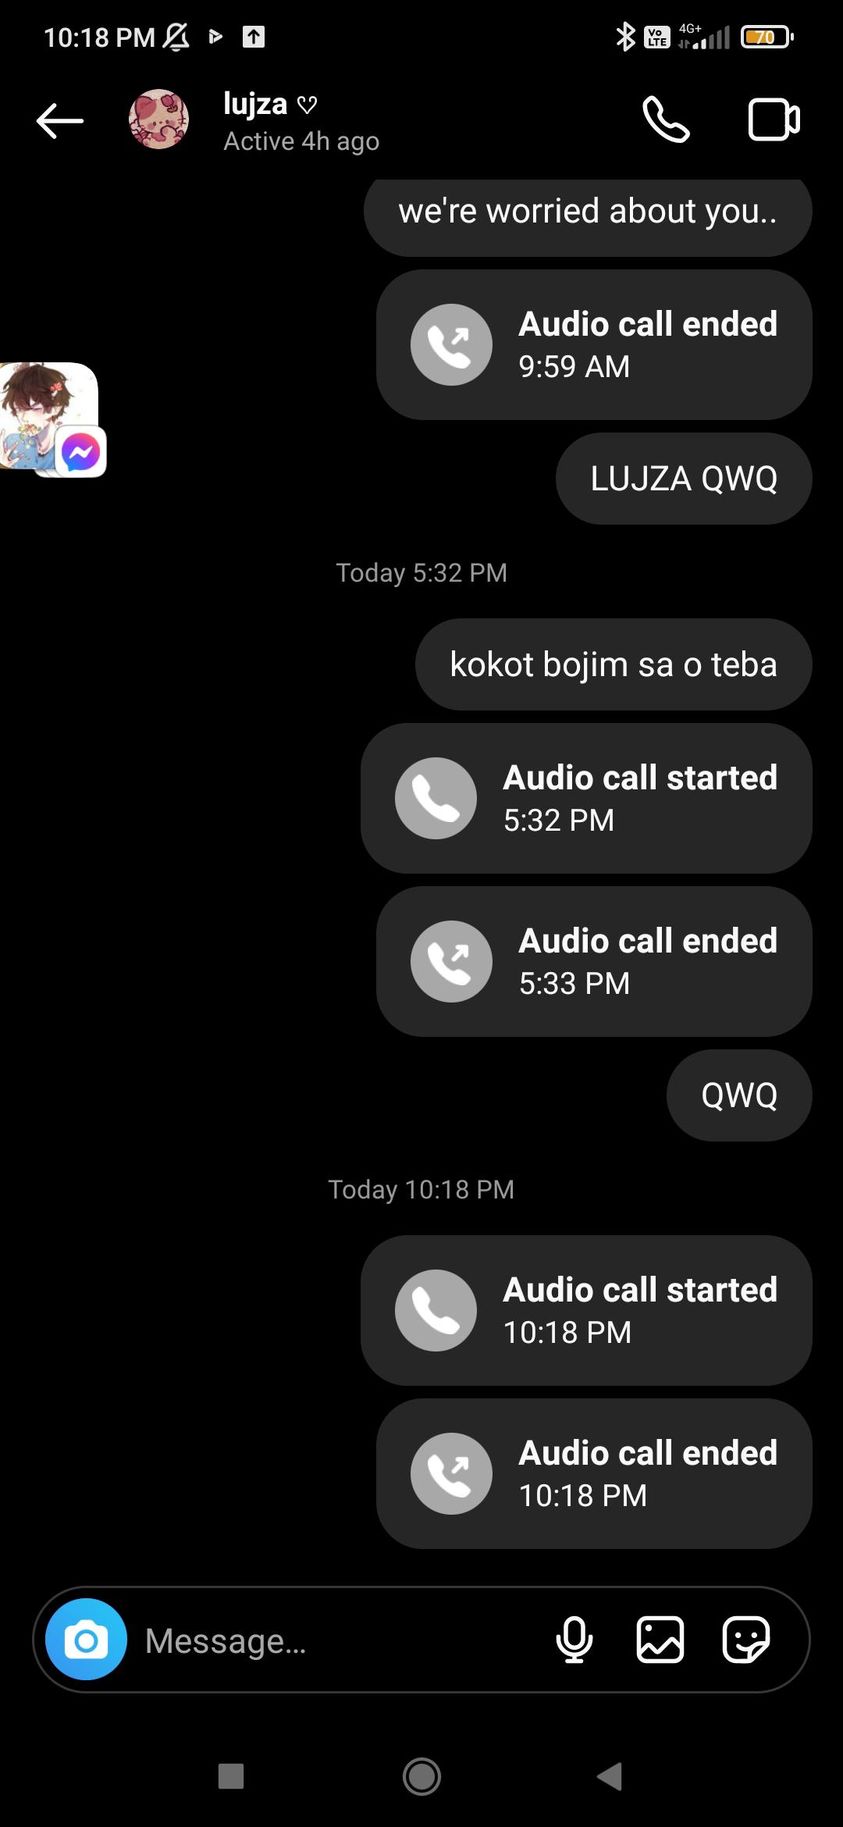 10:18 PM
Vo LTE 4G+ 70
lujza ♡
Active 4h ago
we're worried about you..
Audio call ended
9:59 AM
LUJZA QWQ
Today 5:32 PM
kokot bojim sa o teba
Audio call started
5:32 PM
Audio call ended
5:33 PM
QWQ
Today 10:18 PM
Audio call started
10:18 PM
Audio call ended
10:18 PM
Message...